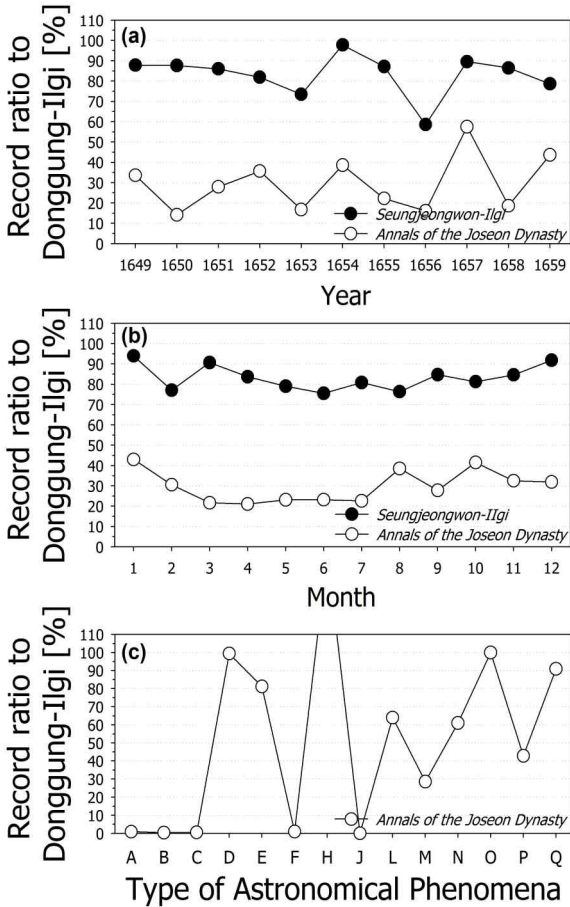 (a)
Record ratio to
Donggung-Ilgi [%]
110
100
90
80
70
60
50
40
30
20
10
0
Seungjeongwon-Ilgi
Annals of the Joseon Dynasty
1649 1650 1651 1652 1653 1654 1655 1656 1657 1658 1659
Year
(b)
Record ratio to
Donggung-Ilgi [%]
110
100
90
80
70
60
50
40
30
20
10
0
Seungjeongwon-IIgi
Annals of the Joseon Dynasty
1 2 3 4 5 6 7 8 9 10 11 12
Month
(c)
Record ratio to
Donggung-Ilgi [%]
110
100
90
80
70
60
50
40
30
20
10
0
Annals of the Joseon Dynasty
A B C D E F H J L M N O P Q
Type of Astronomical Phenomena